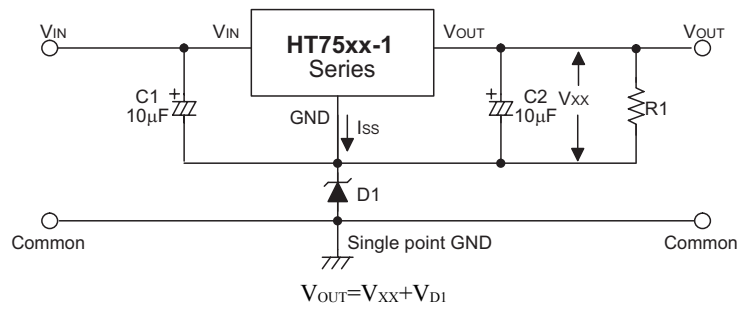 VIN
VIN
HT75xx-1
Series
VOUT
VOUT
C1
10μF
GND
ISS
C2
10μF
VXX
R1
D1
Common
Single point GND
Common
VOUT=VXX+VD1